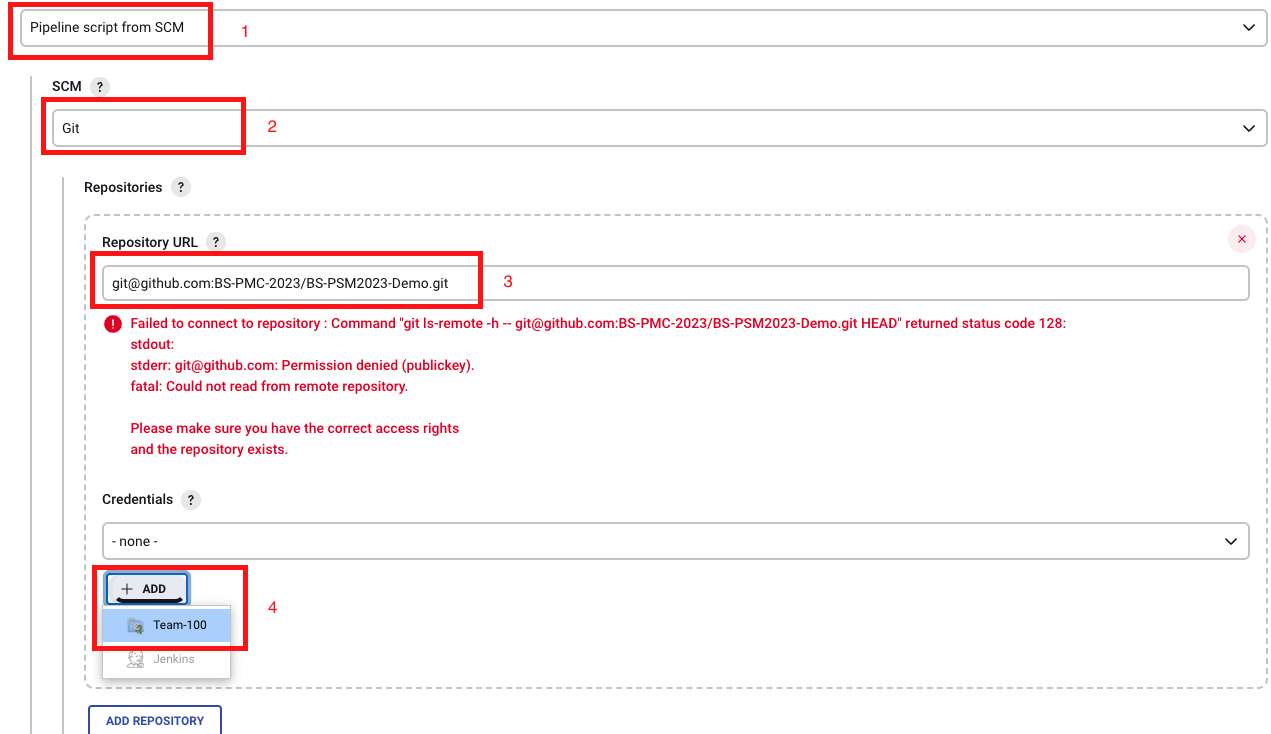 Pipeline script from SCM
1
SCM ?
Git
2
Repositories ?
Repository URL ?
git@github.com:BS-PMC-2023/BS-PSM2023-Demo.git
3
Failed to connect to repository : Command "git ls-remote -h -- git@github.com:BS-PMC-2023/BS-PSM2023-Demo.git HEAD" returned status code 128:
stdout:
stderr: git@github.com: Permission denied (publickey).
fatal: Could not read from remote repository.
Please make sure you have the correct access rights
and the repository exists.
Credentials ?
- none -
ADD
4
Team-100
Jenkins
ADD REPOSITORY